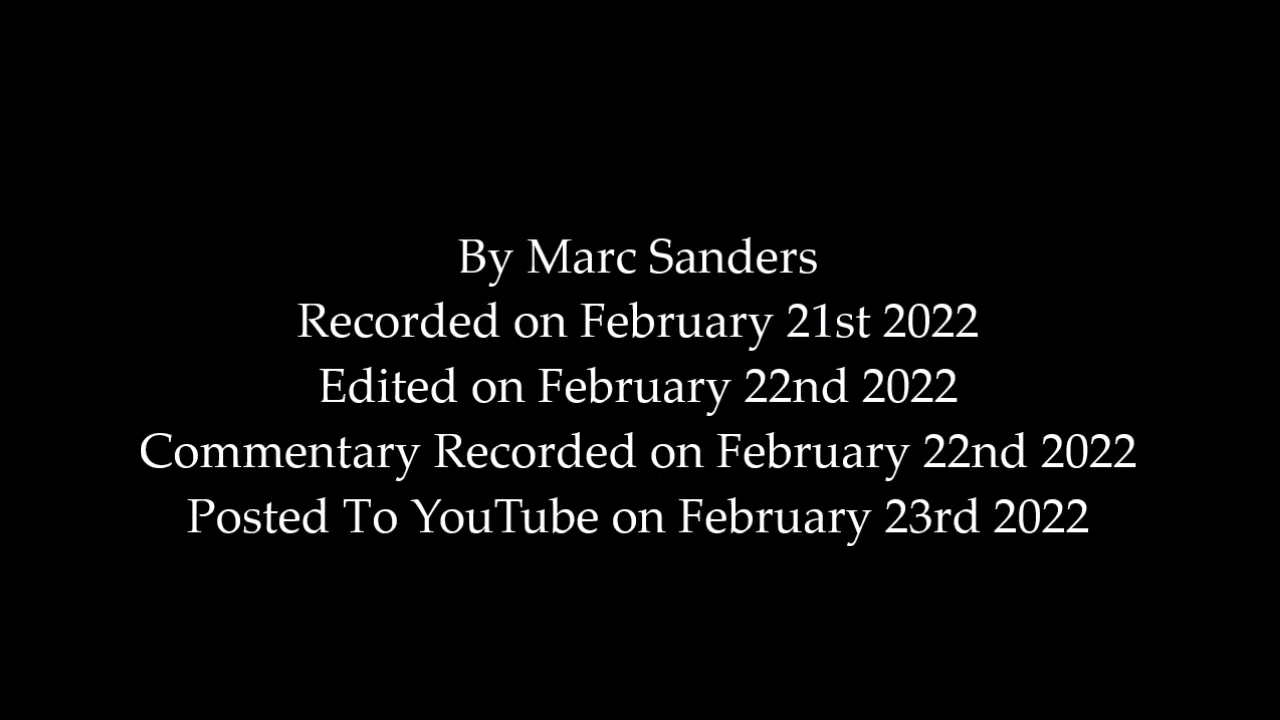 By Marc Sanders
Recorded on February 21st 2022
Edited on February 22nd 2022
Commentary Recorded on February 22nd 2022
Posted To YouTube on February 23rd 2022